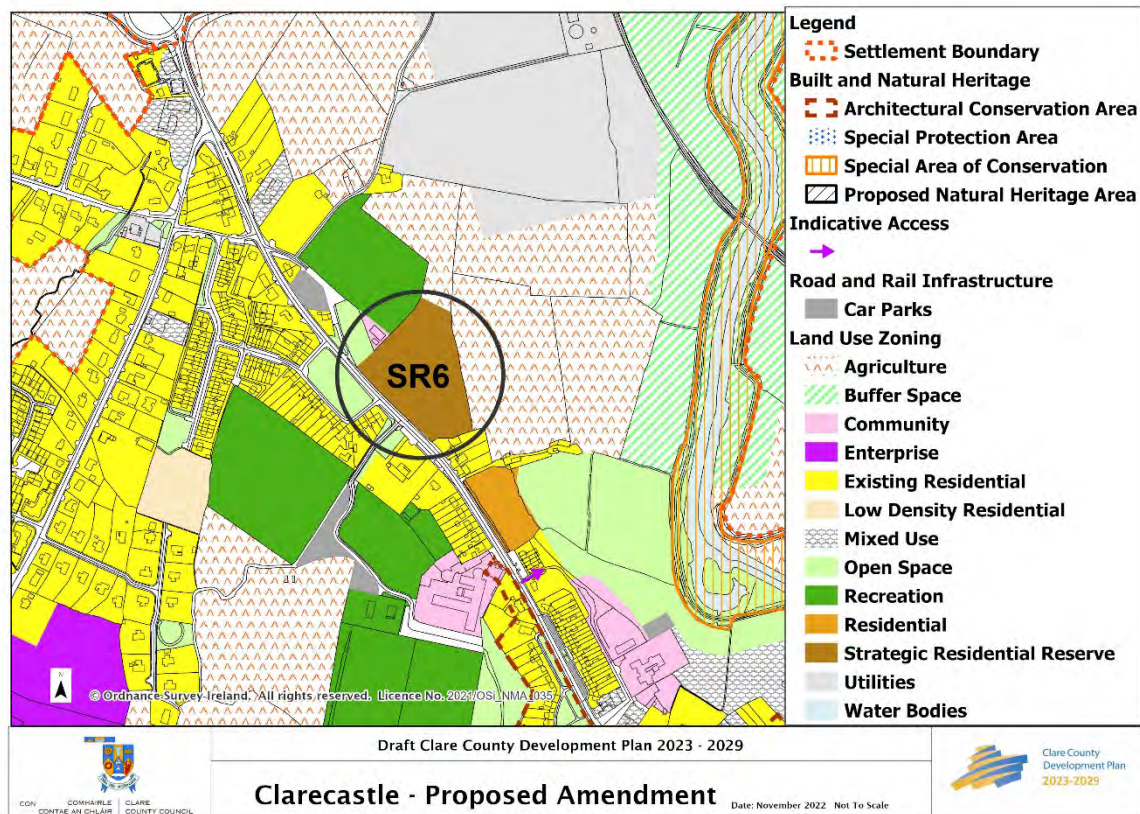 SR6
© Ordnance Survey Ireland. All rights reserved. Licence No. 2021/OSi_NMA_035
N
Legend
Settlement Boundary
Built and Natural Heritage
Architectural Conservation Area
Special Protection Area
Special Area of Conservation
Proposed Natural Heritage Area
Indicative Access
Road and Rail Infrastructure
Car Parks
Land Use Zoning
Agriculture
Buffer Space
Community
Enterprise
Existing Residential
Low Density Residential
Mixed Use
Open Space
Recreation
Residential
Strategic Residential Reserve
Utilities
Water Bodies
COMHAIRLE CLARE
CONTAE AN CHLÁIR COUNTY COUNCIL
CON
Draft Clare County Development Plan 2023 - 2029
Clarecastle - Proposed Amendment Date: November 2022 Not To Scale
Clare County
Development Plan
2023-2029